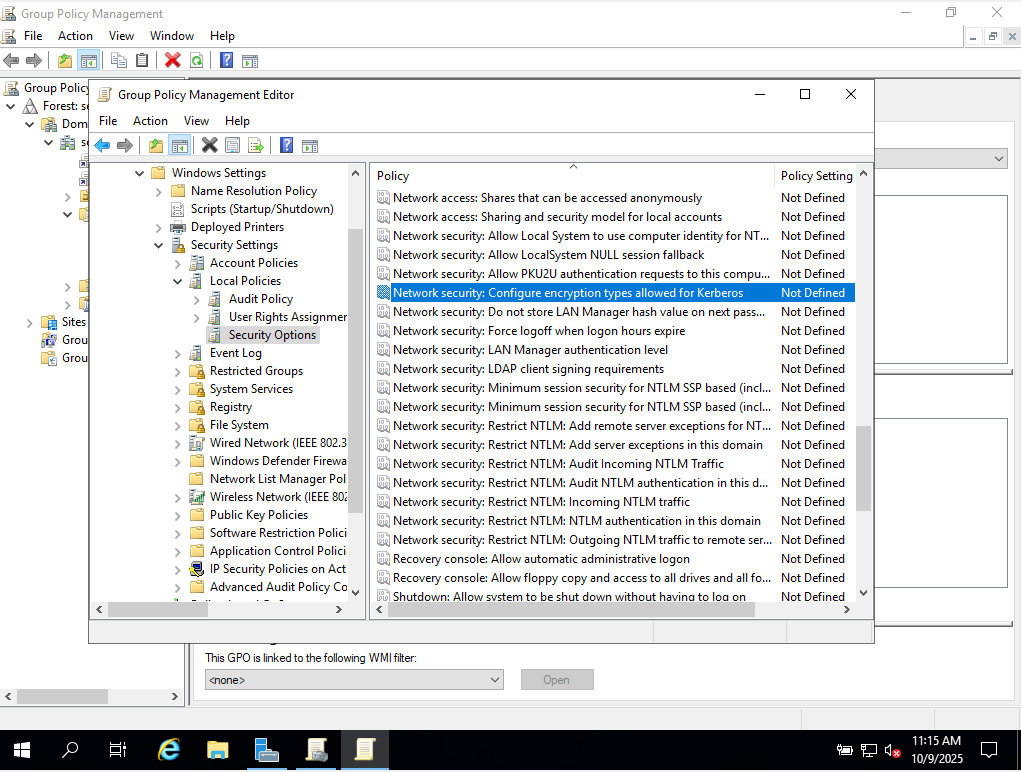 Group Policy Management
File Action View Window Help
Group Policy
Forest: se
Dom
se
Sites
Grou
Grou
Group Policy Management Editor
File Action View Help
Windows Settings
Name Resolution Policy
Scripts (Startup/Shutdown)
Deployed Printers
Security Settings
Account Policies
Local Policies
Audit Policy
User Rights Assignmer
Security Options
Event Log
Restricted Groups
System Services
Registry
File System
Wired Network (IEEE 802.3
Windows Defender Firewa
Network List Manager Pol
Wireless Network (IEEE 802
Public Key Policies
Software Restriction Polici
Application Control Polici
IP Security Policies on Act
Advanced Audit Policy Co
Policy Policy Setting
Network access: Shares that can be accessed anonymously Not Defined
Network access: Sharing and security model for local accounts Not Defined
Network security: Allow Local System to use computer identity for NT... Not Defined
Network security: Allow LocalSystem NULL session fallback Not Defined
Network security: Allow PKU2U authentication requests to this compu... Not Defined
Network security: Configure encryption types allowed for Kerberos Not Defined
Network security: Do not store LAN Manager hash value on next pass... Not Defined
Network security: Force logoff when logon hours expire Not Defined
Network security: LAN Manager authentication level Not Defined
Network security: LDAP client signing requirements Not Defined
Network security: Minimum session security for NTLM SSP based (incl... Not Defined
Network security: Minimum session security for NTLM SSP based (incl... Not Defined
Network security: Restrict NTLM: Add remote server exceptions for NT... Not Defined
Network security: Restrict NTLM: Add server exceptions in this domain Not Defined
Network security: Restrict NTLM: Audit Incoming NTLM Traffic Not Defined
Network security: Restrict NTLM: Audit NTLM authentication in this d... Not Defined
Network security: Restrict NTLM: Incoming NTLM traffic Not Defined
Network security: Restrict NTLM: NTLM authentication in this domain Not Defined
Network security: Restrict NTLM: Outgoing NTLM traffic to remote ser... Not Defined
Recovery console: Allow automatic administrative logon Not Defined
Recovery console: Allow floppy copy and access to all drives and all fo... Not Defined
Shutdown: Allow system to be shut down without having to log on Not Defined
This GPO is linked to the following WMI filter:
<none> Open
11:15 AM
10/9/2025